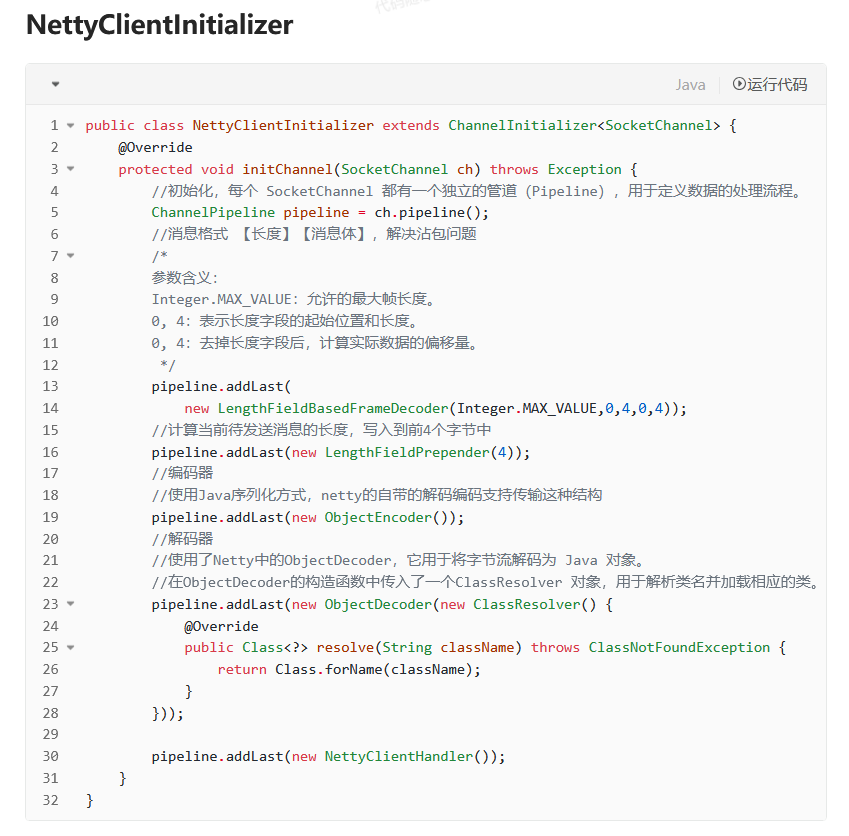 NettyClientInitializer
Java
运行代码
1 public class NettyClientInitializer extends ChannelInitializer<SocketChannel> {
2 @Override
3 protected void initChannel(SocketChannel ch) throws Exception {
4 //初始化，每个 SocketChannel 都有一个独立的管道（Pipeline），用于定义数据的处理流程。
5 ChannelPipeline pipeline = ch.pipeline();
6 //消息格式 【长度】【消息体】，解决沾包问题
7 /*
8 参数含义：
9 Integer.MAX_VALUE：允许的最大帧长度。
10 0, 4：表示长度字段的起始位置和长度。
11 0, 4：去掉长度字段后，计算实际数据的偏移量。
12 */
13 pipeline.addLast(
14 new LengthFieldBasedFrameDecoder(Integer.MAX_VALUE,0,4,0,4));
15 //计算当前待发送消息的长度，写入到前4个字节中
16 pipeline.addLast(new LengthFieldPrepender(4));
17 //编码器
18 //使用Java序列化方式，netty的自带的解码编码支持传输这种结构
19 pipeline.addLast(new ObjectEncoder());
20 //解码器
21 //使用了Netty中的ObjectDecoder，它用于将字节流解码为 Java 对象。
22 //在ObjectDecoder的构造函数中传入了一个ClassResolver 对象，用于解析类名并加载相应的类。
23 pipeline.addLast(new ObjectDecoder(new ClassResolver() {
24 @Override
25 public Class<?> resolve(String className) throws ClassNotFoundException {
26 return Class.forName(className);
27 }
28 }));
29
30 pipeline.addLast(new NettyClientHandler());
31 }
32 }